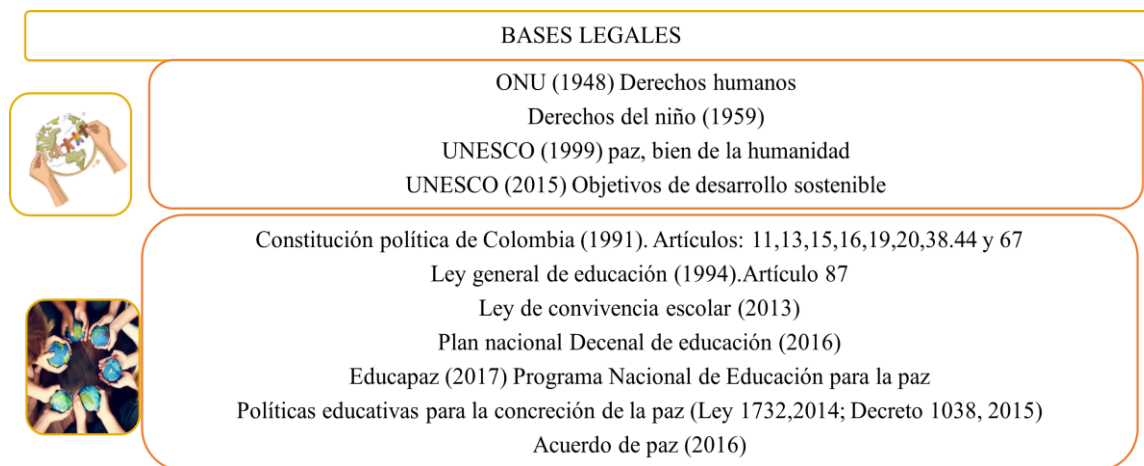 BASES LEGALES
ONU (1948) Derechos humanos
Derechos del niño (1959)
UNESCO (1999) paz, bien de la humanidad
UNESCO (2015) Objetivos de desarrollo sostenible
Constitución política de Colombia (1991). Artículos: 11,13,15,16,19,20,38.44 y 67
Ley general de educación (1994).Artículo 87
Ley de convivencia escolar (2013)
Plan nacional Decenal de educación (2016)
Educapaz (2017) Programa Nacional de Educación para la paz
Políticas educativas para la concreción de la paz (Ley 1732,2014; Decreto 1038, 2015)
Acuerdo de paz (2016)